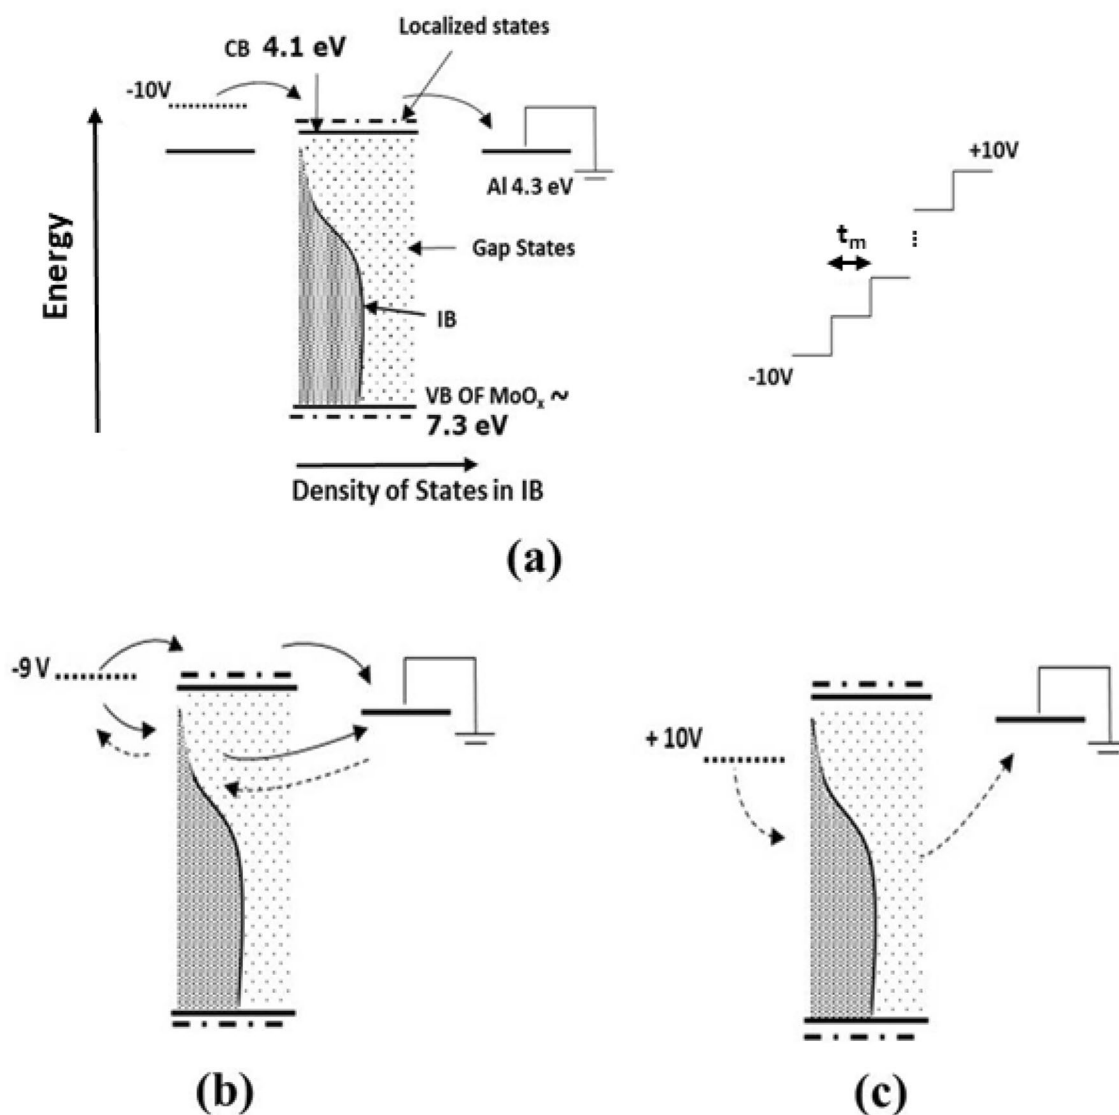 (a)
Localized states
CB 4.1 eV
-10V
Al 4.3 eV
Energy
Gap States
IB
VB OF MoOₓ ~
7.3 eV
Density of States in IB
+10V
tₘ
-10V
(a)
-9 V
(b)
+ 10V
(c)